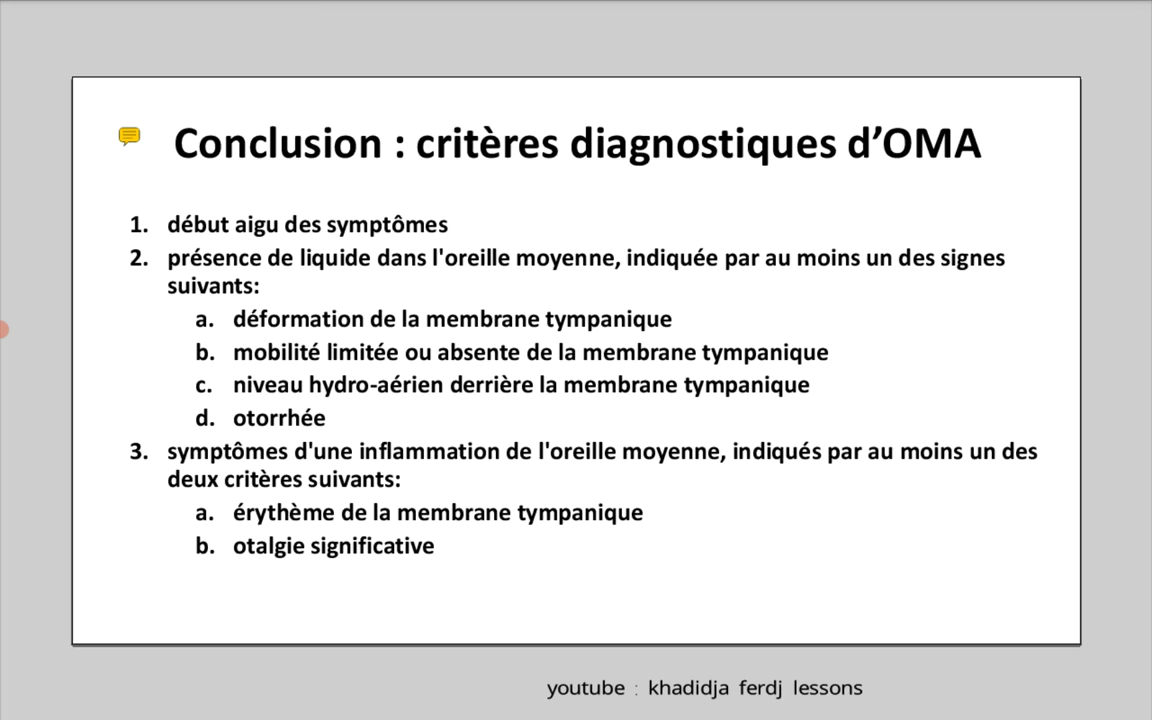 Conclusion : critères diagnostiques d’OMA
1. début aigu des symptômes
2. présence de liquide dans l'oreille moyenne, indiquée par au moins un des signes
suivants:
a. déformation de la membrane tympanique
b. mobilité limitée ou absente de la membrane tympanique
c. niveau hydro-aérien derrière la membrane tympanique
d. otorrhée
3. symptômes d'une inflammation de l'oreille moyenne, indiqués par au moins un des
deux critères suivants:
a. érythème de la membrane tympanique
b. otalgie significative
youtube : khadidja ferdj lessons